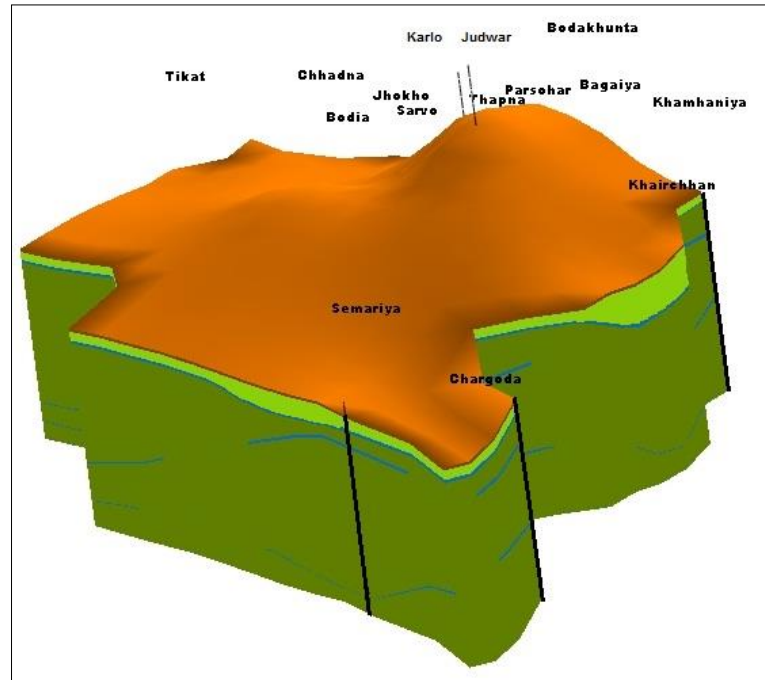 Bodakhunta
Karlo Judwar
Tikat
Chhadna
Jhokho
Thapna
Parsohar
Bagaiya
Khamhaniya
Bodia
Sarvo
Khairchhan
Semariya
Chargoda